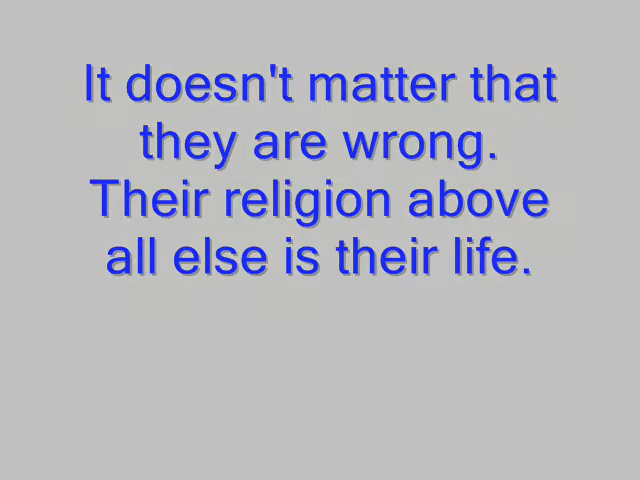 It doesn't matter that
they are wrong.
Their religion above
all else is their life.